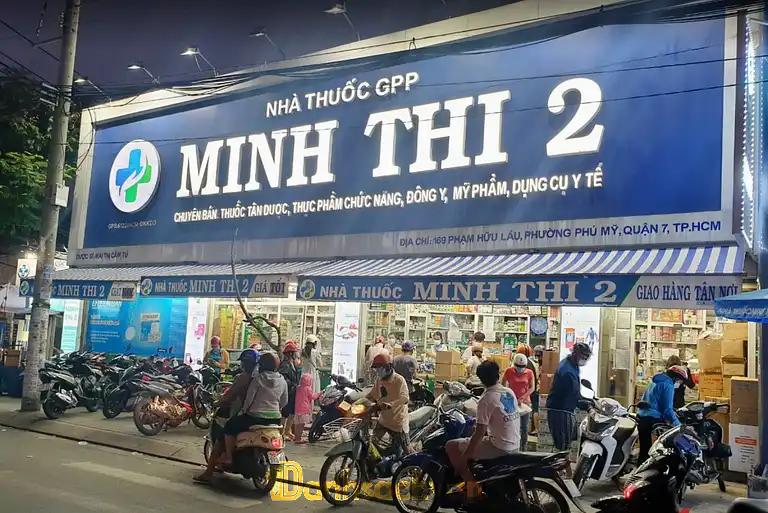 NHÀ THUỐC GPP
MINH THI 2
CHUYÊN BÁN: THUỐC TÂN DƯỢC, THỰC PHẨM CHỨC NĂNG, ĐÔNG Y, MỸ PHẨM, DỤNG CỤ Y TẾ
ĐỊA CHỈ: 169 PHẠM HỮU LẦU, PHƯỜNG PHÚ MỸ, QUẬN 7, TP.HCM
MINH THI 2
NHÀ THUỐC MINH THI 2 GIÁ TỐT
NHÀ THUỐC MINH THI 2 GIAO HÀNG TẬN NƠI